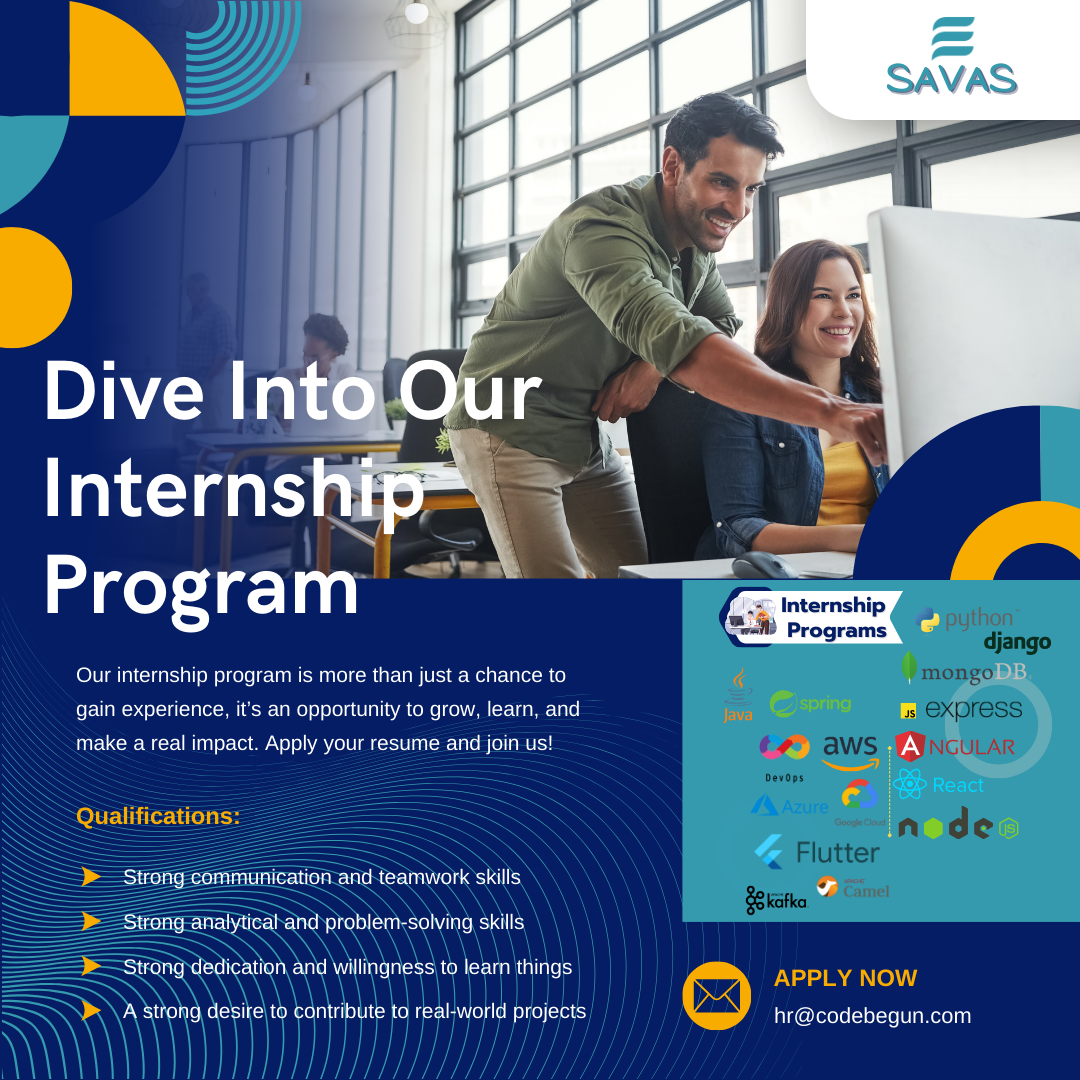 SAVAS
Dive Into Our
Internship
Program
Our internship program is more than just a chance to
gain experience, it’s an opportunity to grow, learn, and
make a real impact. Apply your resume and join us!
Qualifications:
Strong communication and teamwork skills
Strong analytical and problem-solving skills
Strong dedication and willingness to learn things
A strong desire to contribute to real-world projects
Internship
Programs
python
django
mongoDB
Java
spring
JS express
DevOps
aws
A NGULAR
React
Azure
Google Cloud
node
JS
Flutter
APACHE
Camel
APACHE
kafka
APPLY NOW
hr@codebegun.com